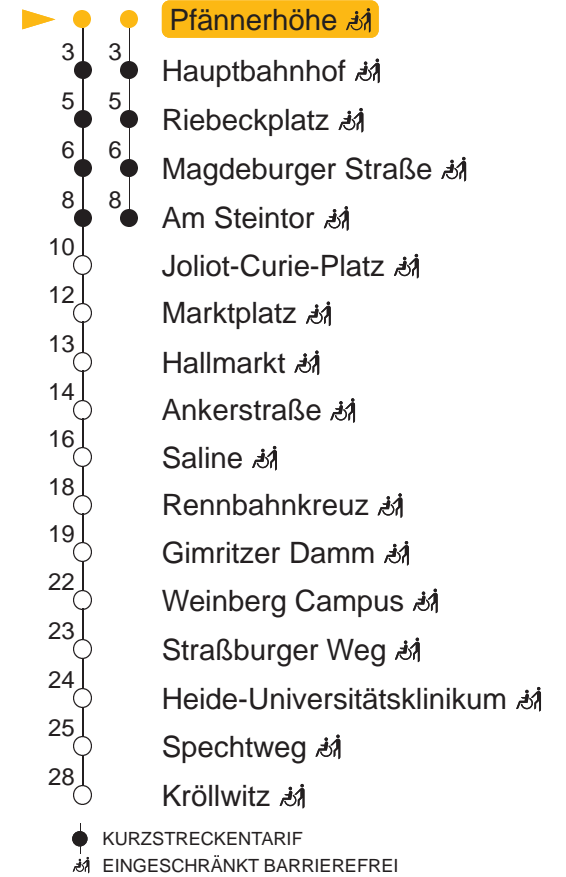 Pfännerhöhe
3 3 Hauptbahnhof
5 5 Riebeckplatz
6 6 Magdeburger Straße
8 8 Am Steintor
10 Joliot-Curie-Platz
12 Marktplatz
13 Hallmarkt
14 Ankerstraße
16 Saline
18 Rennbahnkreuz
19 Gimritzer Damm
22 Weinberg Campus
23 Straßburger Weg
24 Heide-Universitätsklinikum
25 Spechtweg
28 Kröllwitz
KURZSTRECKENTARIF
EINGESCHRÄNKT BARRIEREFREI